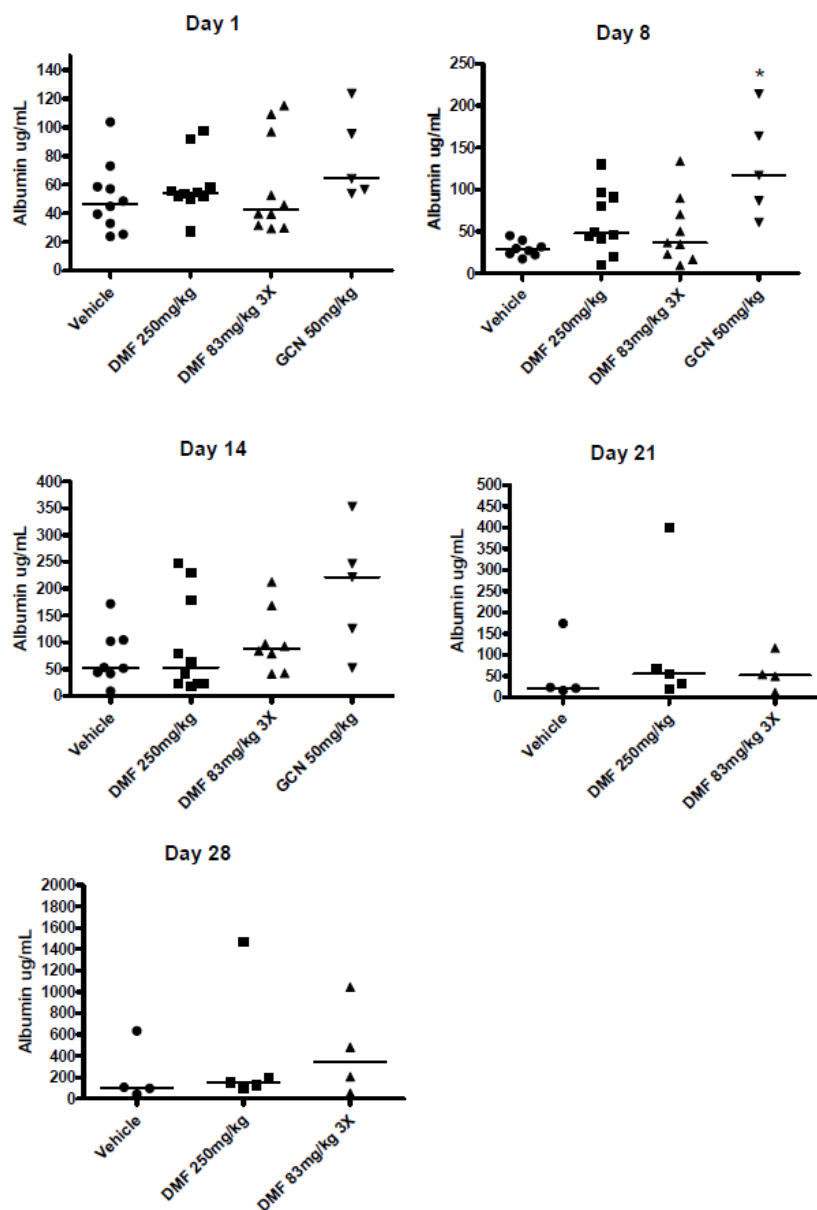 Day 1
Albumin ug/mL
140
120
100
80
60
40
20
0
Vehicle
DMF 250mg/kg
DMF 83mg/kg 3X
GCN 50mg/kg
Day 8
Albumin ug/mL
250
200
150
100
50
0
*
Vehicle
DMF 250mg/kg
DMF 83mg/kg 3X
GCN 50mg/kg
Day 14
Albumin ug/mL
400
350
300
250
200
150
100
50
0
Vehicle
DMF 250mg/kg
DMF 83mg/kg 3X
GCN 50mg/kg
Day 21
Albumin ug/mL
500
450
400
350
300
250
200
150
100
50
0
Vehicle
DMF 250mg/kg
DMF 83mg/kg 3X
Day 28
Albumin ug/mL
2000
1800
1600
1400
1200
1000
800
600
400
200
0
Vehicle
DMF 250mg/kg
DMF 83mg/kg 3X